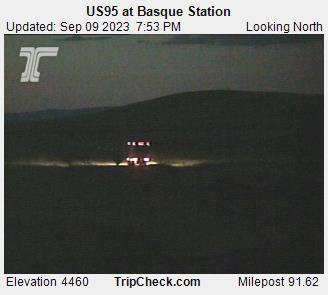 US95 at Basque Station
Updated: Sep 09 2023 7:53 PM Looking North
Elevation 4460 TripCheck.com Milepost 91.62